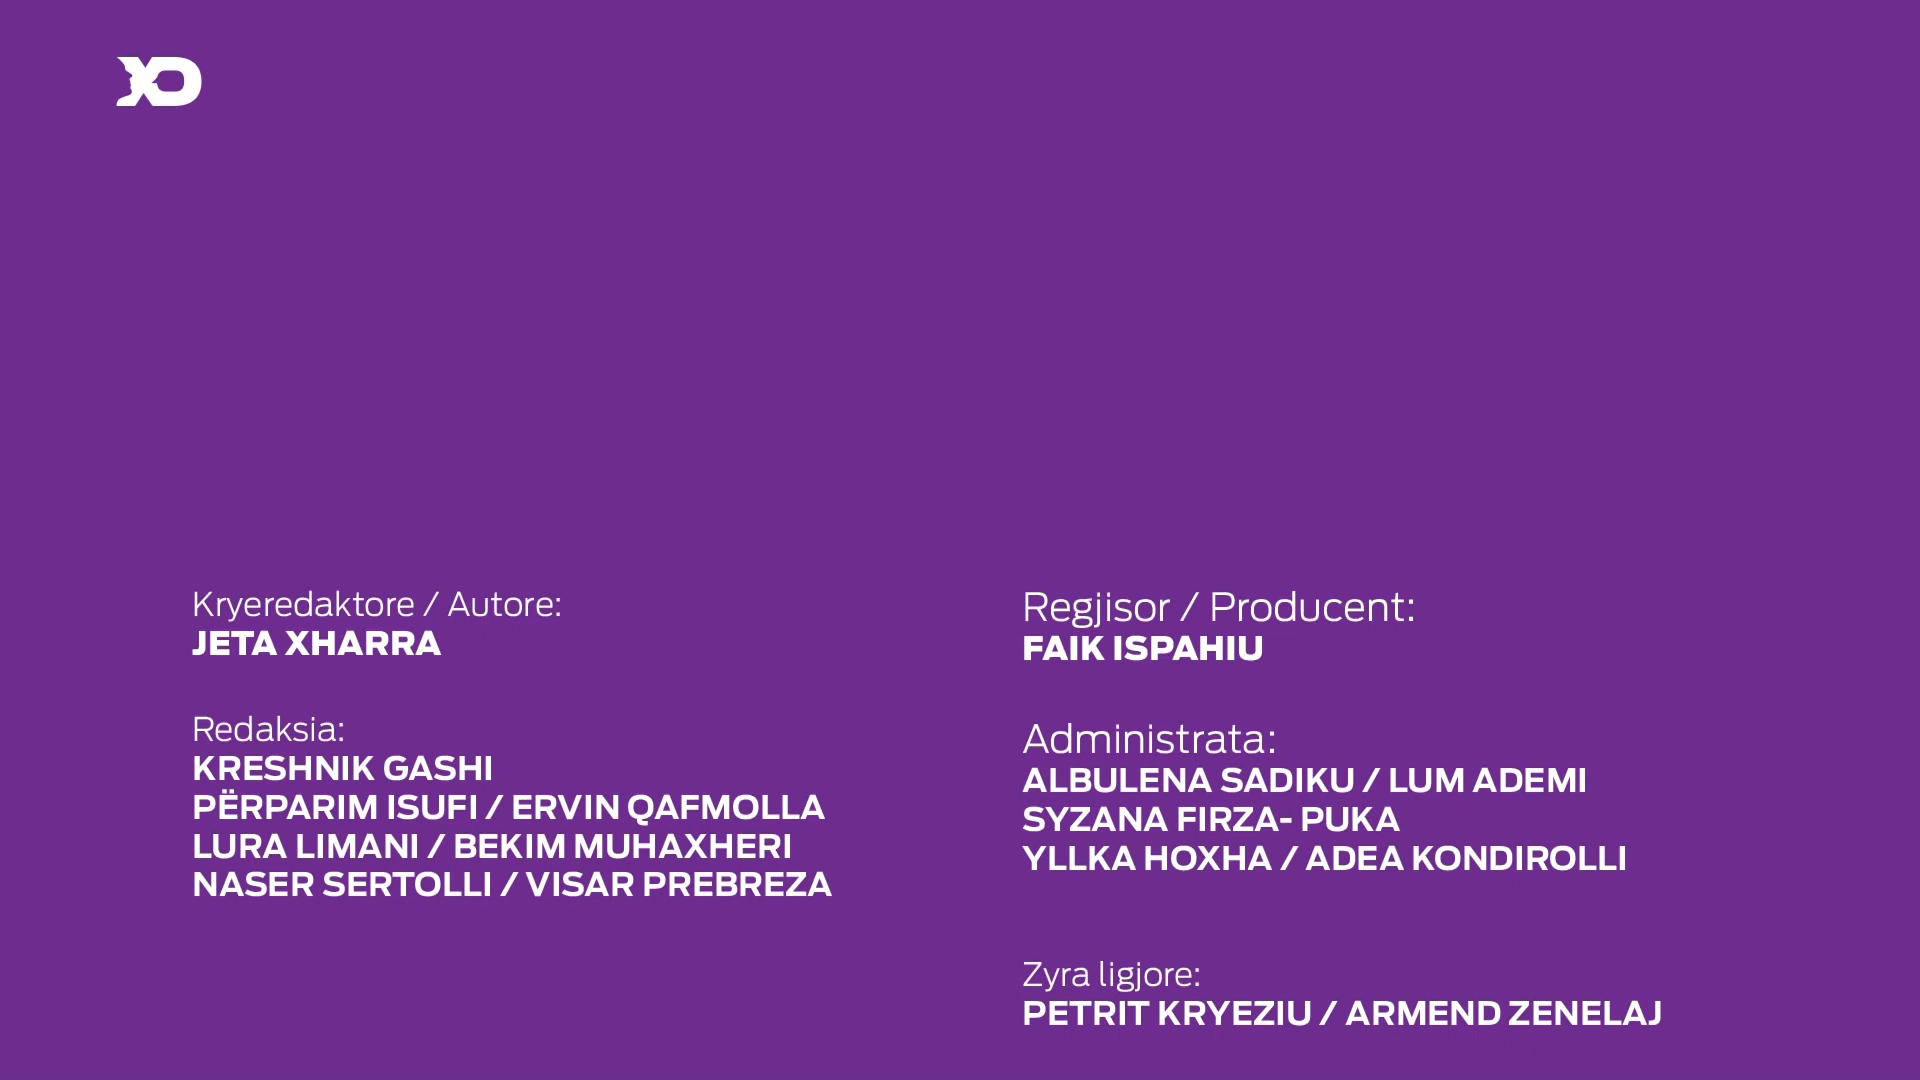 Kryeredaktore / Autore:
JETA XHARRA
Redaksia:
KRESHNIK GASHI
PËRPARIM ISUFI / ERVIN QAFMOLLA
LURA LIMANI / BEKIM MUHAXHERI
NASER SERTOLLI / VISAR PREBREZA
Regjisor / Producent:
FAIK ISPAHIU
Administrata:
ALBULENA SADIKU / LUM ADEMI
SYZANA FIRZA- PUKA
YLLKA HOXHA / ADEA KONDIROLLI
Zyra ligjore:
PETRIT KRYEZIU / ARMEND ZENELAJ